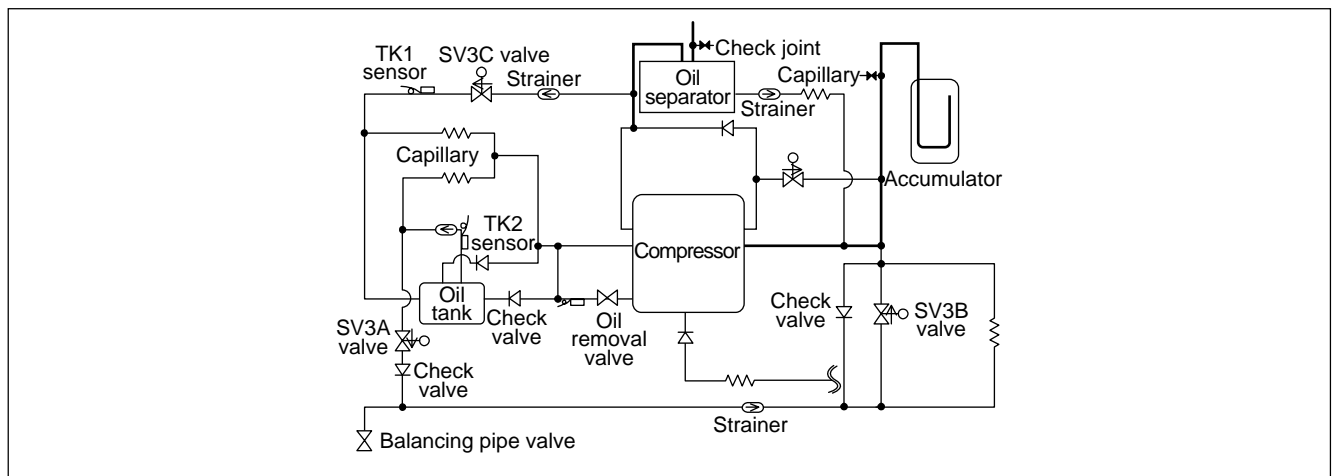 TK1
sensor
SV3C valve
Strainer
Check joint
Oil
separator
Capillary
Strainer
Accumulator
Capillary
TK2
sensor
Compressor
Oil
tank
Check
valve
Oil
removal
valve
Check
valve
SV3B
valve
SV3A
valve
Check
valve
Strainer
Balancing pipe valve